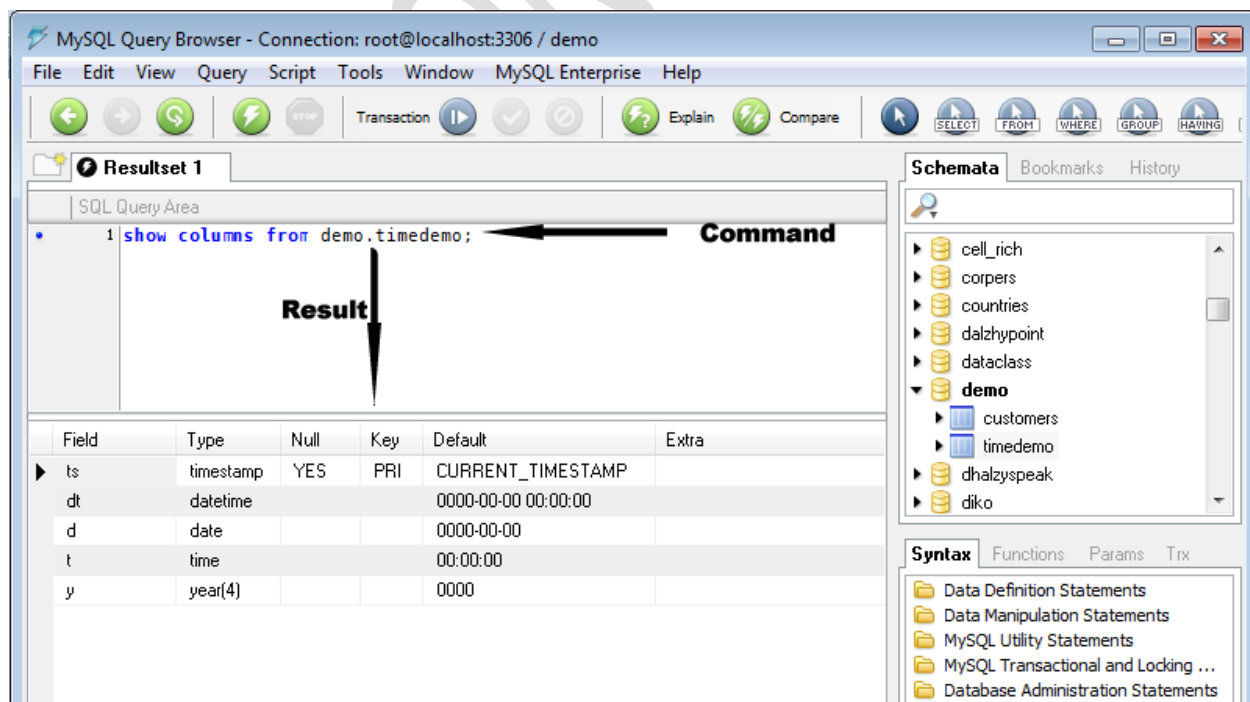 MySQL Query Browser - Connection: root@localhost:3306 / demo
File Edit View Query Script Tools Window MySQL Enterprise Help
STOP Transaction Explain Compare SELECT FROM WHERE GROUP HAVING
Resultset 1
SQL Query Area
1 show columns from demo.timedemo;
Command
Result
Field Type Null Key Default Extra
ts timestamp YES PRI CURRENT_TIMESTAMP
dt datetime 0000-00-00 00:00:00
d date 0000-00-00
t time 00:00:00
y year(4) 0000
Schemata Bookmarks History
cell_rich
corpers
countries
dalzhypoint
dataclass
demo
customers
timedemo
dhalzyspeak
diko
Syntax Functions Params Trx
Data Definition Statements
Data Manipulation Statements
MySQL Utility Statements
MySQL Transactional and Locking ...
Database Administration Statements